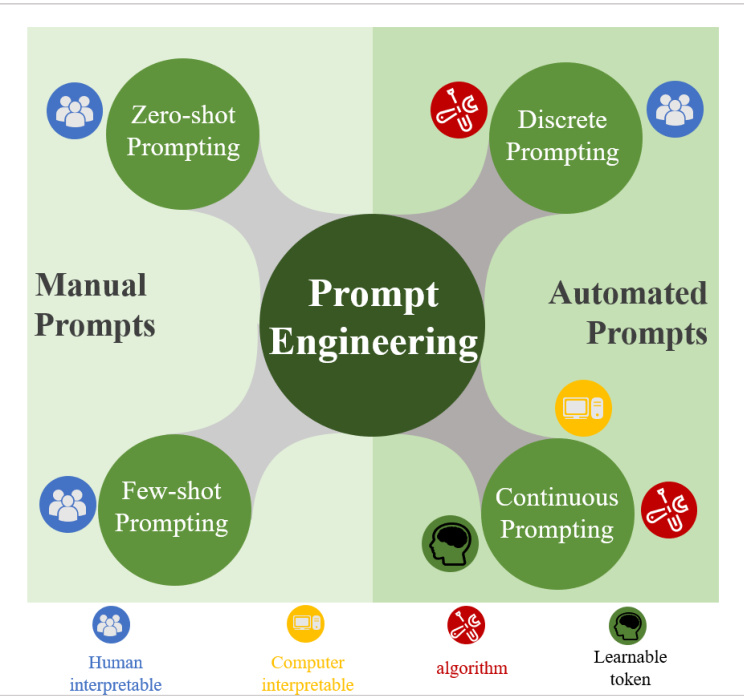 Zero-shot
Prompting
Discrete
Prompting
Manual
Prompts
Prompt
Engineering
Automated
Prompts
Few-shot
Prompting
Continuous
Prompting
Human
interpretable
Computer
interpretable
algorithm
Learnable
token